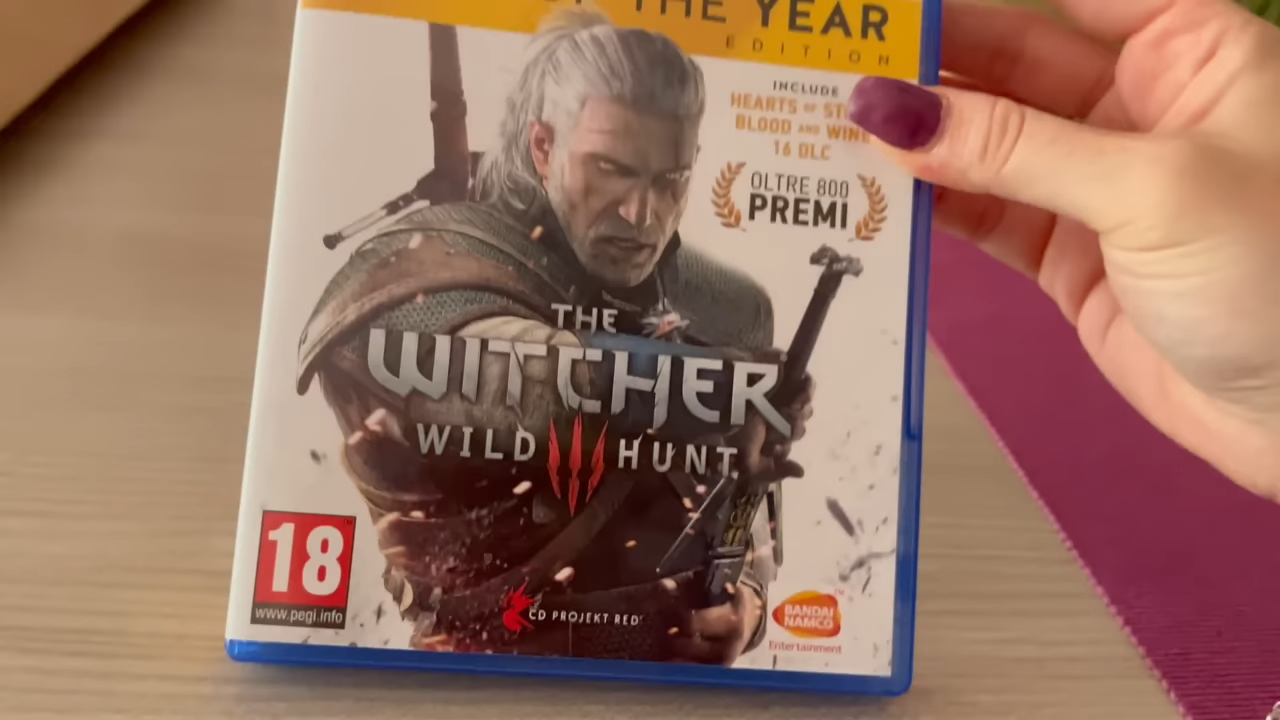 THE YEAR
EDITION
INCLUDE
HEARTS OF
BLOOD AND WINE
16 DLC
OLTRE 800
PREMI
THE
WITCHER
WILD HUNT
18
www.pegi.info
CD PROJEKT RED
BANDAI
NAMCO
Entertainment